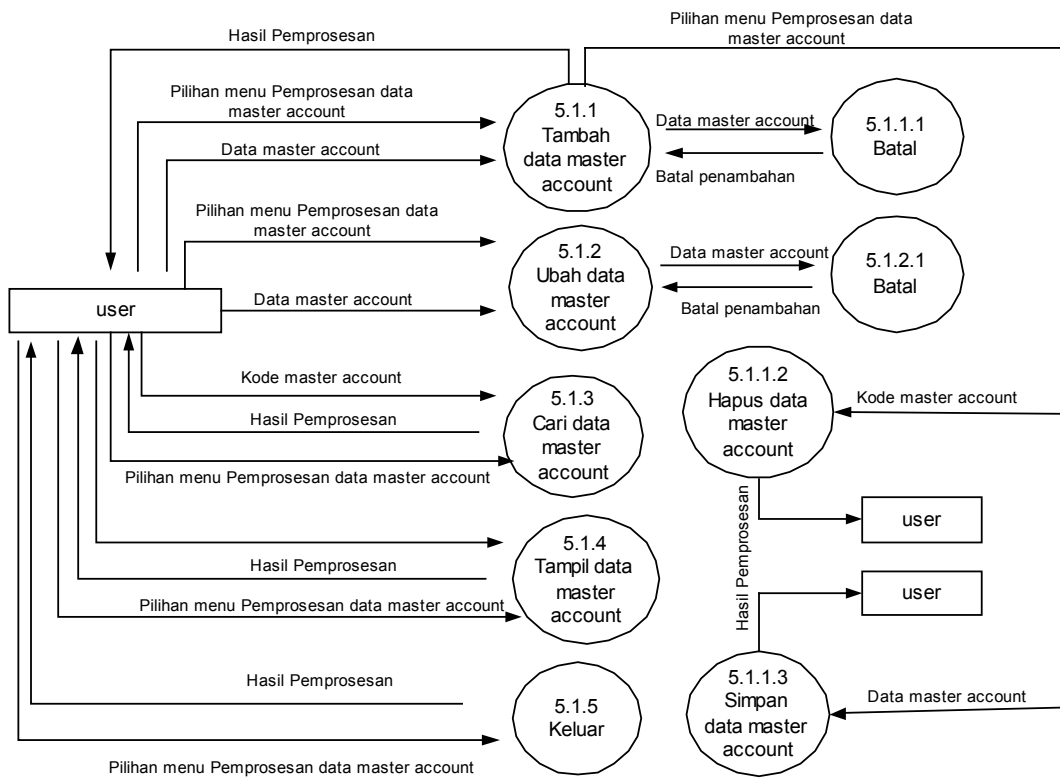 Pilihan menu Pemprosesan data
master account
Hasil Pemprosesan
Pilihan menu Pemprosesan data
master account
Data master account
5.1.1
Tambah
data master
account
Data master account
Batal penambahan
5.1.1.1
Batal
Pilihan menu Pemprosesan data
master account
Data master account
5.1.2
Ubah data
master
account
Data master account
Batal penambahan
5.1.2.1
Batal
user
Kode master account
Hasil Pemprosesan
Pilihan menu Pemprosesan data master account
5.1.3
Cari data
master
account
5.1.1.2
Hapus data
master
account
Kode master account
Hasil Pemprosesan
user
user
Hasil Pemprosesan
Pilihan menu Pemprosesan data master account
5.1.4
Tampil data
master
account
Hasil Pemprosesan
Pilihan menu Pemprosesan data master account
5.1.5
Keluar
5.1.1.3
Simpan
data master
account
Data master account